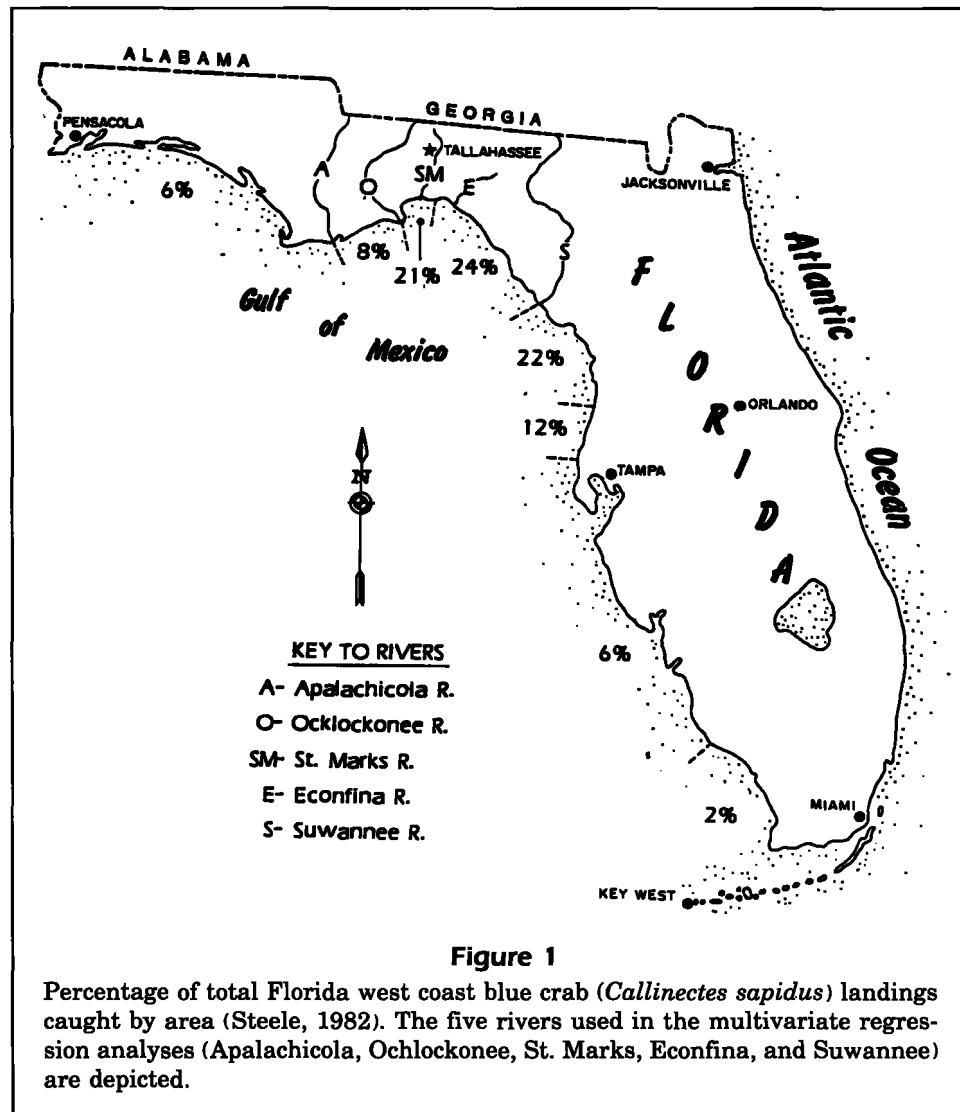 ALABAMA
GEORGIA
PENSACOLA
TALLAHASSEE
JACKSONVILLE
A
O
SM
E
S
6%
8%
21%
24%
22%
12%
6%
2%
Gulf
of
Mexico
FLORIDA
Atlantic
Ocean
ORLANDO
TAMPA
MIAMI
KEY WEST
N
KEY TO RIVERS
A- Apalachicola R.
O- Ocklockonee R.
SM- St. Marks R.
E- Econfina R.
S- Suwannee R.
Figure 1
Percentage of total Florida west coast blue crab (Callinectes sapidus) landings
caught by area (Steele, 1982). The five rivers used in the multivariate regres-
sion analyses (Apalachicola, Ochlockonee, St. Marks, Econfina, and Suwannee)
are depicted.